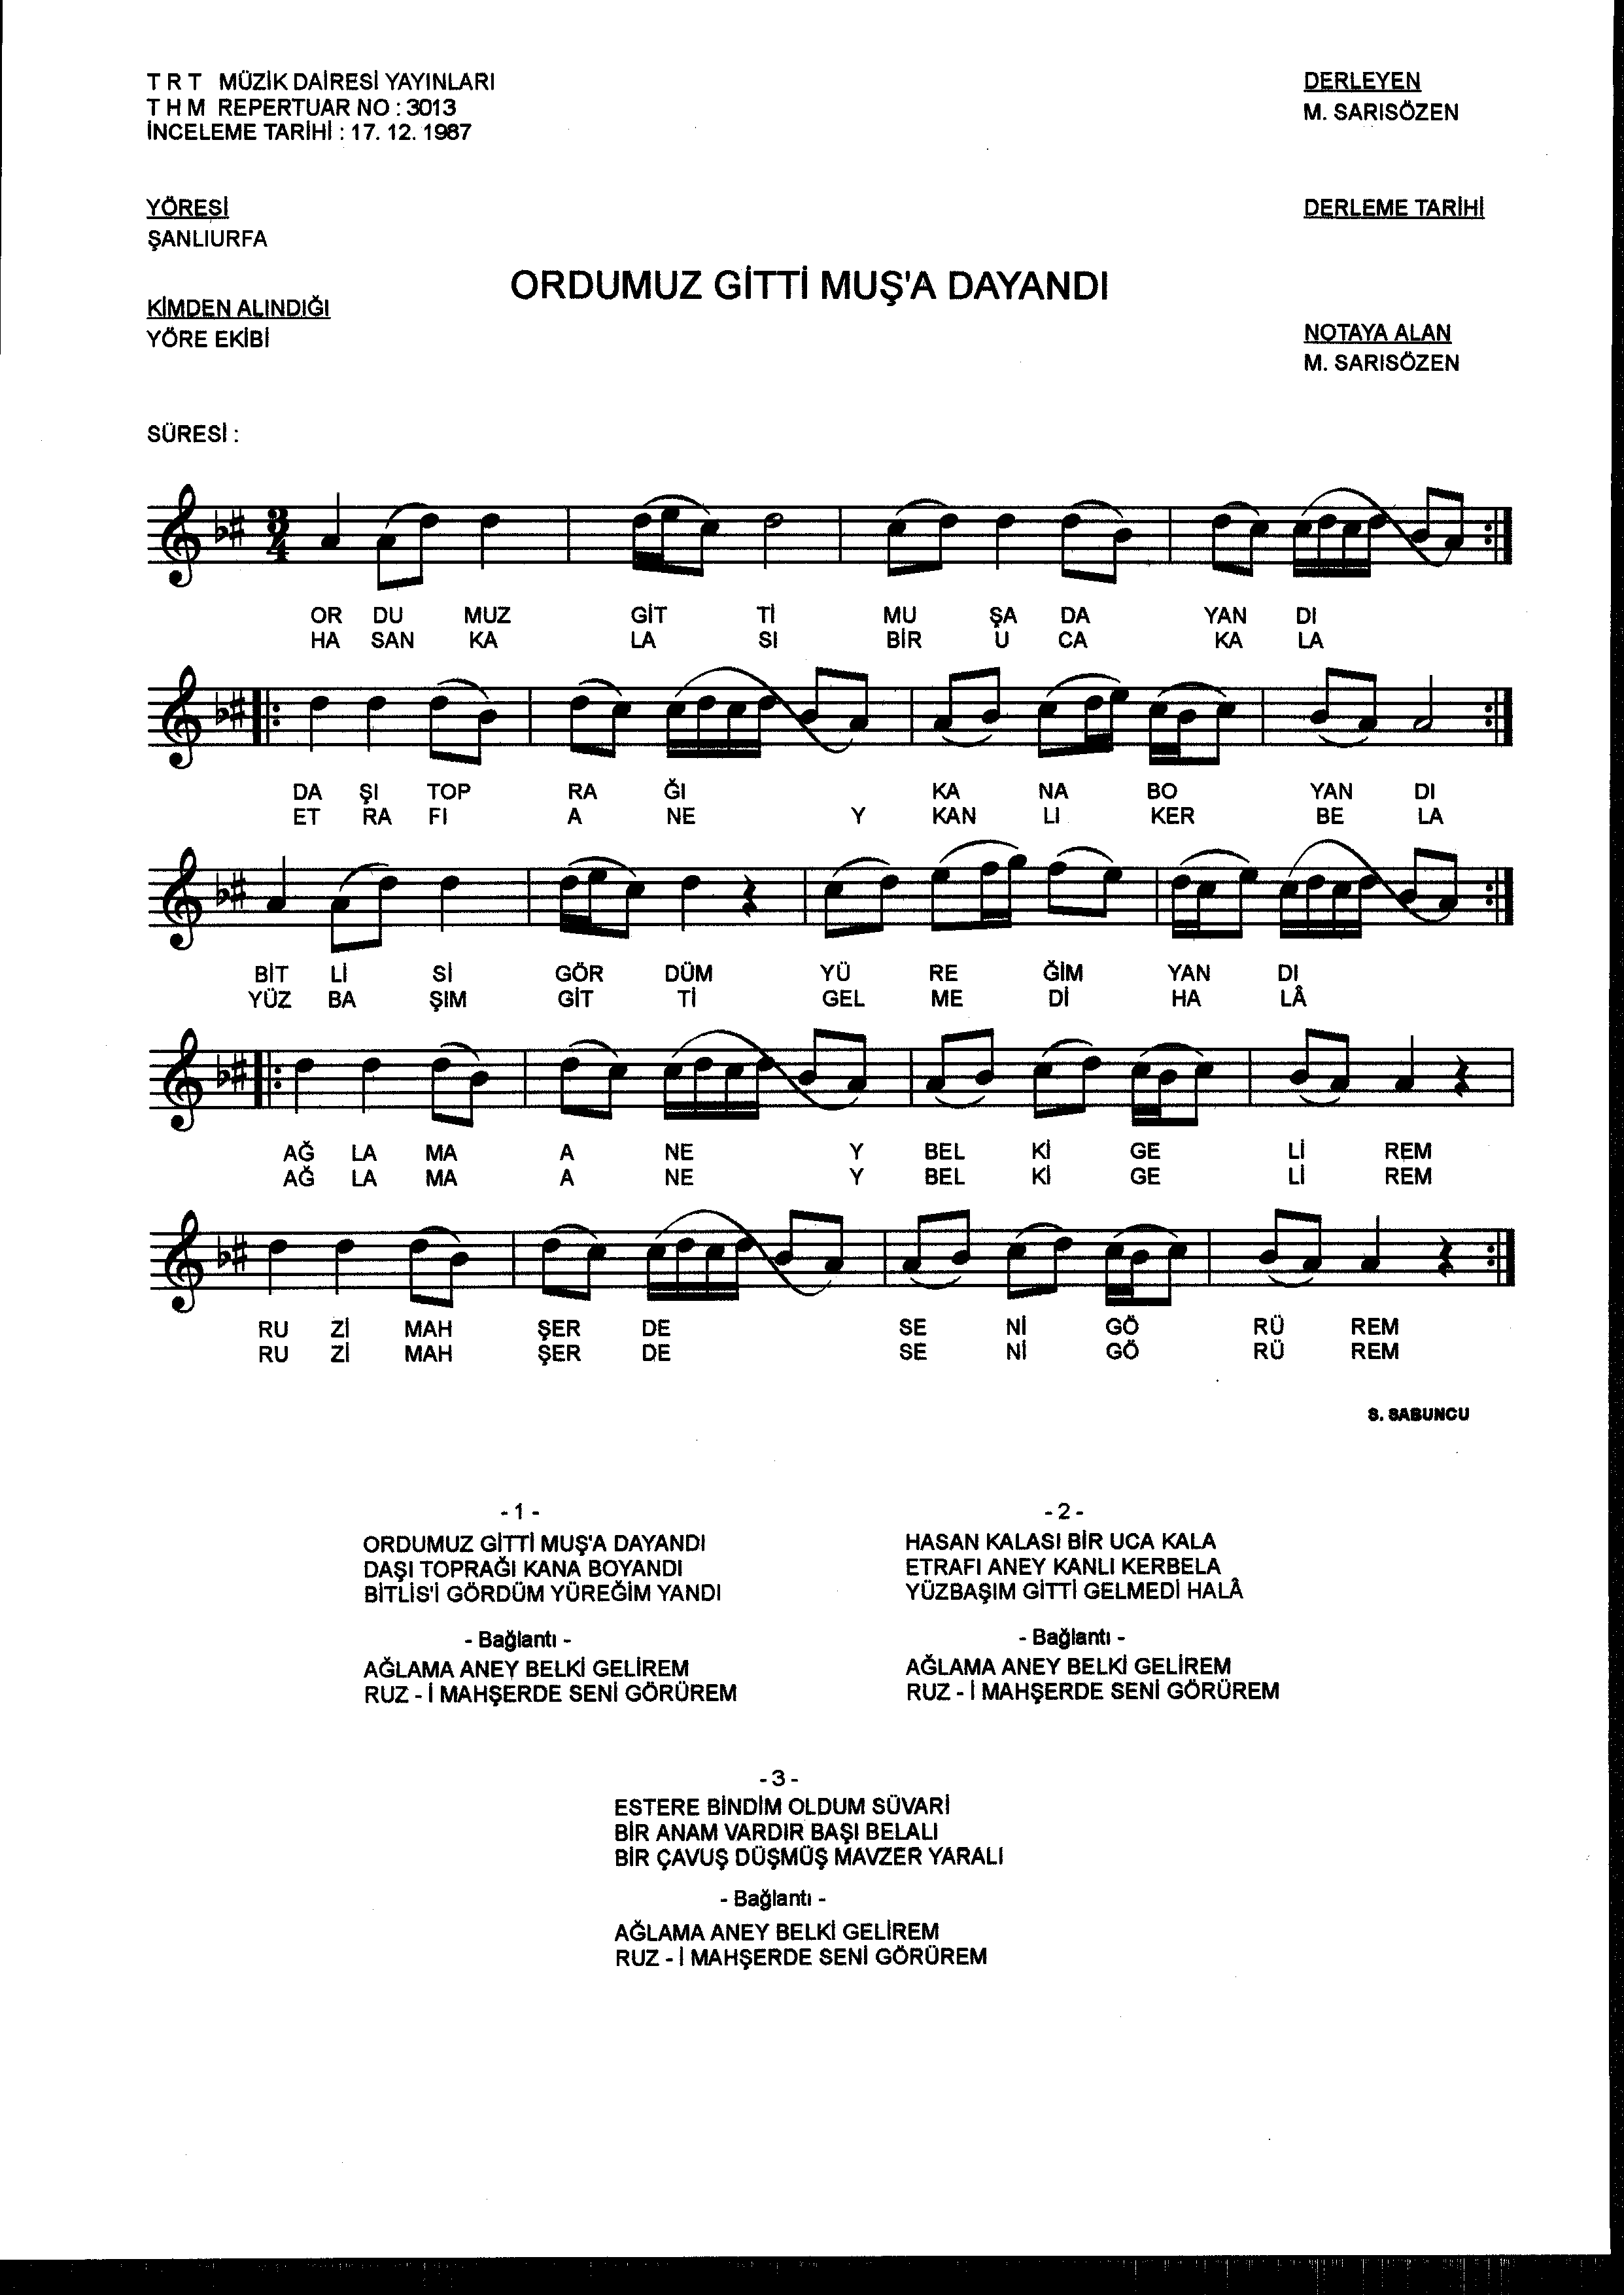 T R T MÜZİK DAİRESİ YAYINLARI
T H M REPERTUAR NO : 3013
İNCELEME TARİHİ : 17. 12. 1987
DERLEYEN
M. SARISÖZEN
YÖRESİ
ŞANLIURFA
DERLEME TARİHİ
ORDUMUZ GİTTİ MUŞ'A DAYANDI
KİMDEN ALINDIĞI
YÖRE EKİBİ
NOTAYA ALAN
M. SARISÖZEN
SÜRESİ :
3
4
OR DU MUZ GİT Tİ MU ŞA DA YAN DI
HA SAN KA LA SI BİR U CA KA LA
DA ŞI TOP RA ĞI KA NA BO YAN DI
ET RA FI A NE Y KAN LI KER BE LA
BİT Lİ Sİ GÖR DÜM YÜ RE ĞİM YAN DI
YÜZ BA ŞIM GİT Tİ GEL ME Dİ HA LÂ
AĞ LA MA A NE Y BEL Kİ GE Lİ REM
AĞ LA MA A NE Y BEL Kİ GE Lİ REM
RU Zİ MAH ŞER DE SE Nİ GÖ RÜ REM
RU Zİ MAH ŞER DE SE Nİ GÖ RÜ REM
S. SABUNCU
- 1 -
ORDUMUZ GİTTİ MUŞ'A DAYANDI
DAŞI TOPRAĞI KANA BOYANDI
BİTLİS'İ GÖRDÜM YÜREĞİM YANDI
- Bağlantı -
AĞLAMA ANEY BELKİ GELİREM
RUZ - İ MAHŞERDE SENİ GÖRÜREM
- 2 -
HASAN KALASI BİR UCA KALA
ETRAFI ANEY KANLI KERBELA
YÜZBAŞIM GİTTİ GELMEDİ HALÂ
- Bağlantı -
AĞLAMA ANEY BELKİ GELİREM
RUZ - İ MAHŞERDE SENİ GÖRÜREM
- 3 -
ESTERE BİNDİM OLDUM SÜVARİ
BİR ANAM VARDIR BAŞI BELALI
BİR ÇAVUŞ DÜŞMÜŞ MAVZER YARALI
- Bağlantı -
AĞLAMA ANEY BELKİ GELİREM
RUZ - İ MAHŞERDE SENİ GÖRÜREM